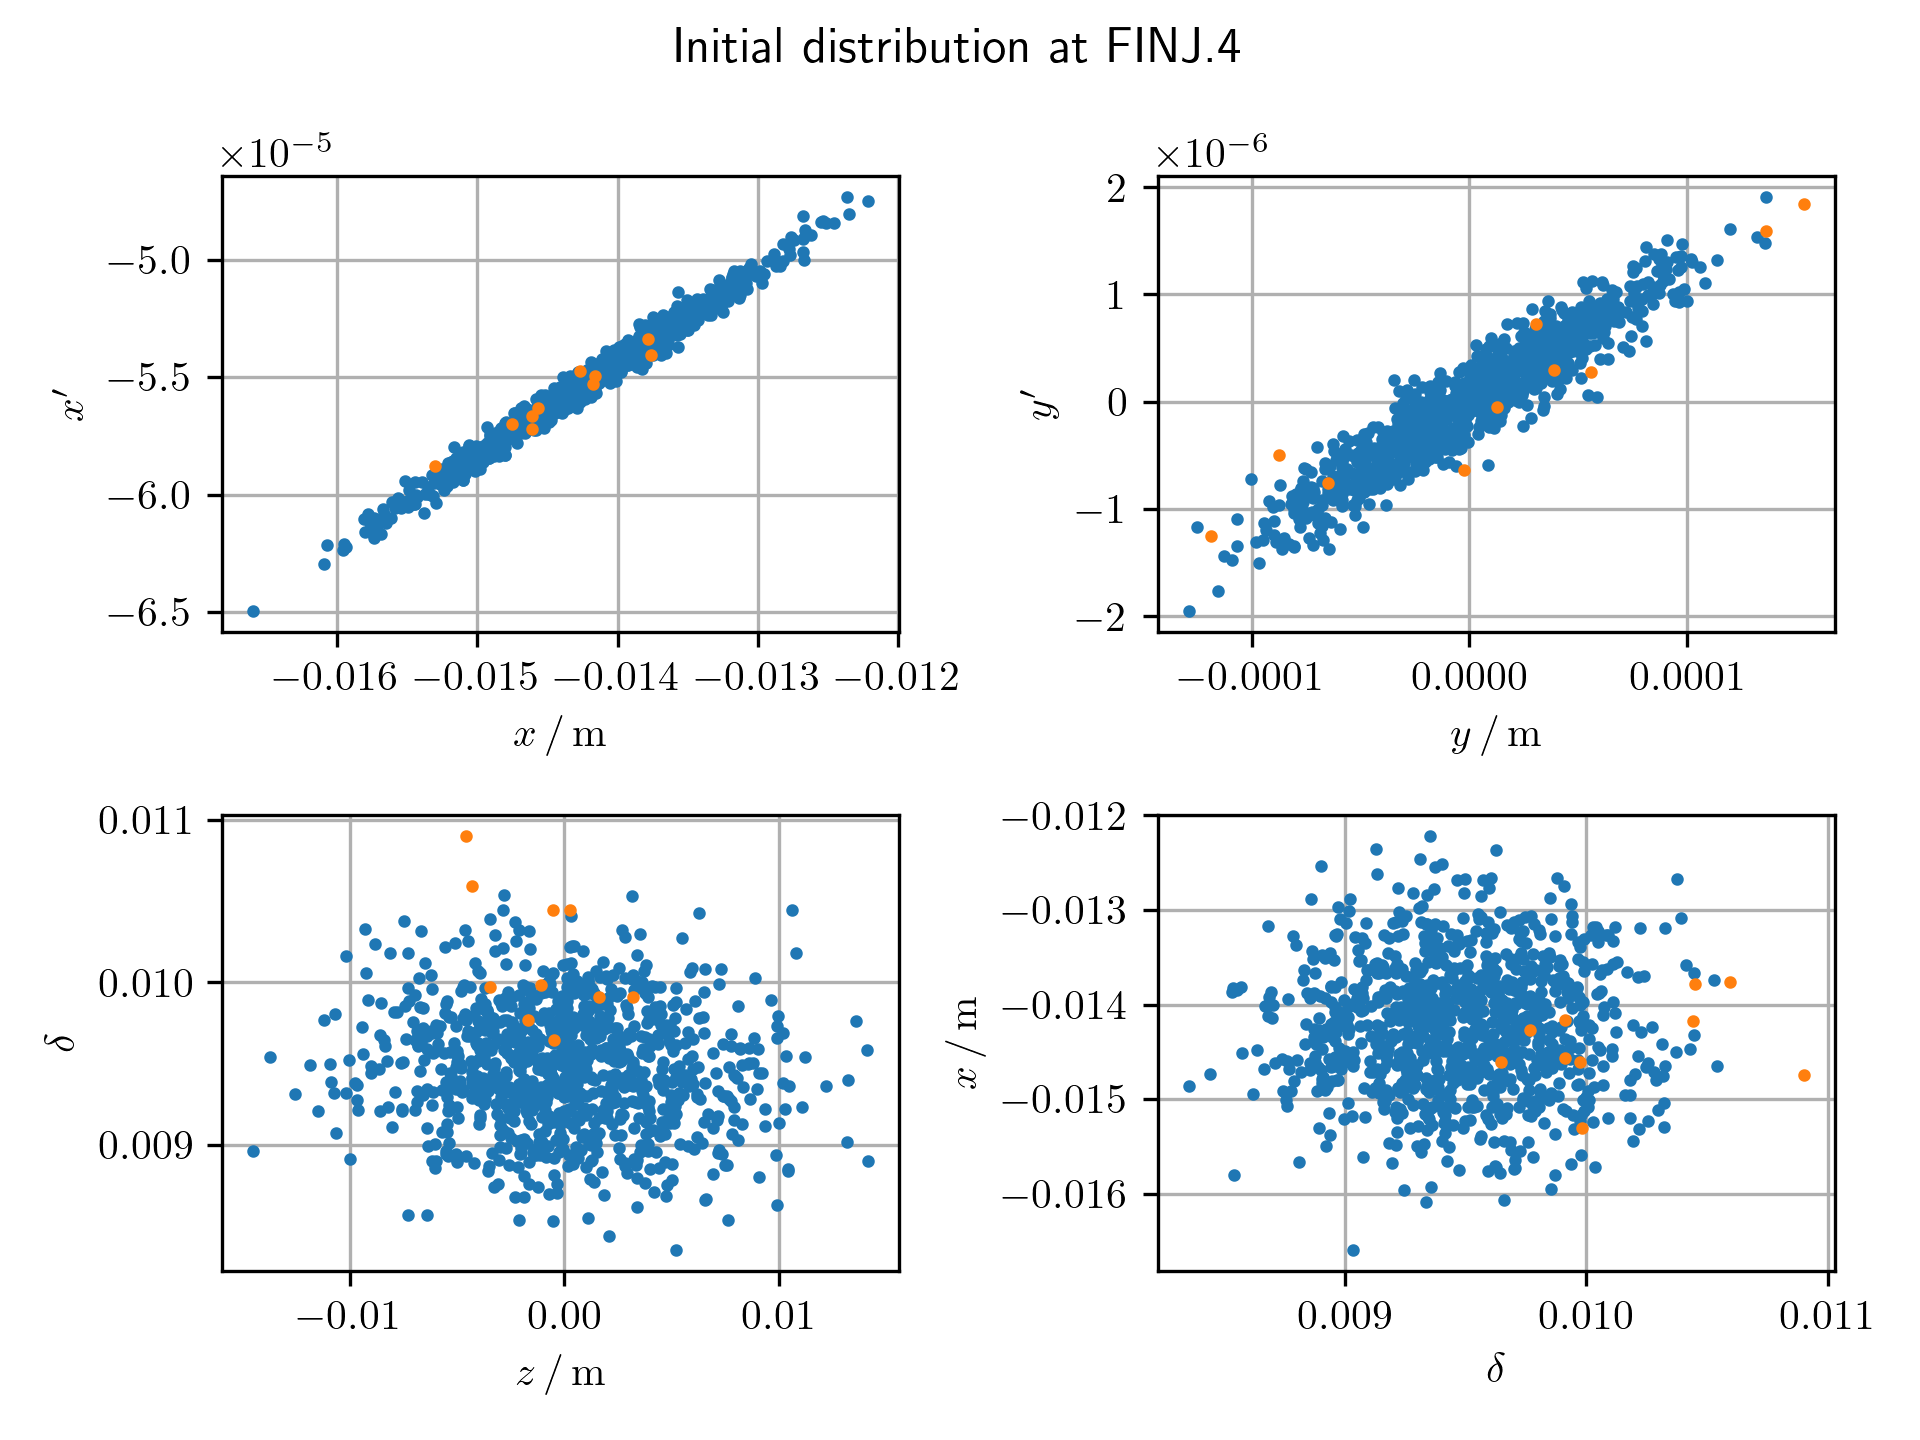 Initial distribution at FINJ.4
×10⁻⁵
−5.0
−5.5
−6.0
−6.5
x′
−0.016 −0.015 −0.014 −0.013 −0.012
x / m
×10⁻⁶
2
1
0
−1
−2
y′
−0.0001 0.0000 0.0001
y / m
0.011
0.010
0.009
δ
−0.01 0.00 0.01
z / m
−0.012
−0.013
−0.014
−0.015
−0.016
x / m
0.009 0.010 0.011
δ